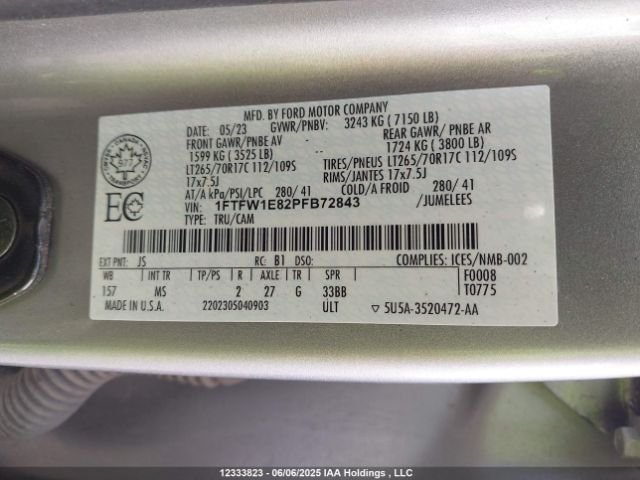 MFD. BY FORD MOTOR COMPANY
DATE: 05/23 GVWR/PNBV: 3243 KG ( 7150 LB)
FRONT GAWR/PNBE AV REAR GAWR/ PNBE AR
1599 KG ( 3525 LB) 1724 KG ( 3800 LB)
LT265/70R17C 112/109S TIRES/PNEUS LT265/70R17C 112/109S
17x7.5J RIMS/JANTES 17x7.5J
AT/A kPa/PSI/LPC 280/ 41 COLD/A FROID 280/ 41
VIN: 1FTFW1E82PFB72843 /JUMELEES
TYPE: TRU/CAM
EC
EXT PNT: JS RC: B1 DSO: COMPLIES: ICES/NMB-002
WB INT TR TP/PS R AXLE TR SPR F0008
157 MS 2 27 G 33BB T0775
MADE IN U.S.A. 220230S040903 ULT ▽ 5U5A-3520472-AA
12333823 - 06/06/2025 IAA Holdings , LLC